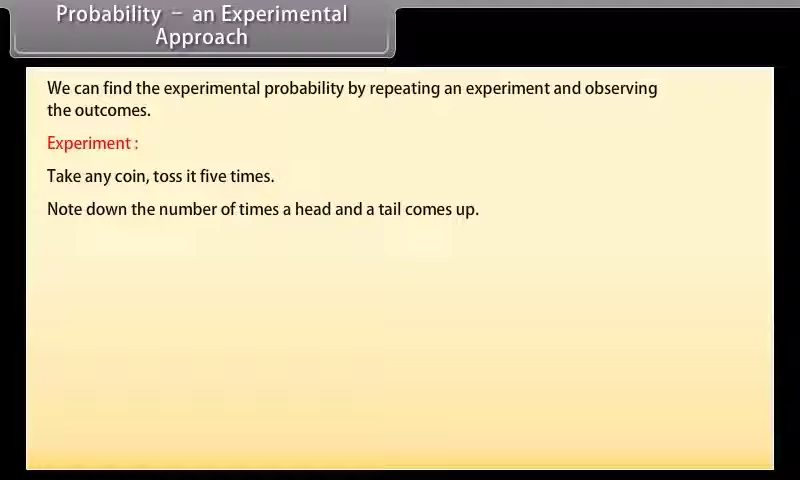 Probability – an Experimental
Approach
We can find the experimental probability by repeating an experiment and observing
the outcomes.
Experiment :
Take any coin, toss it five times.
Note down the number of times a head and a tail comes up.